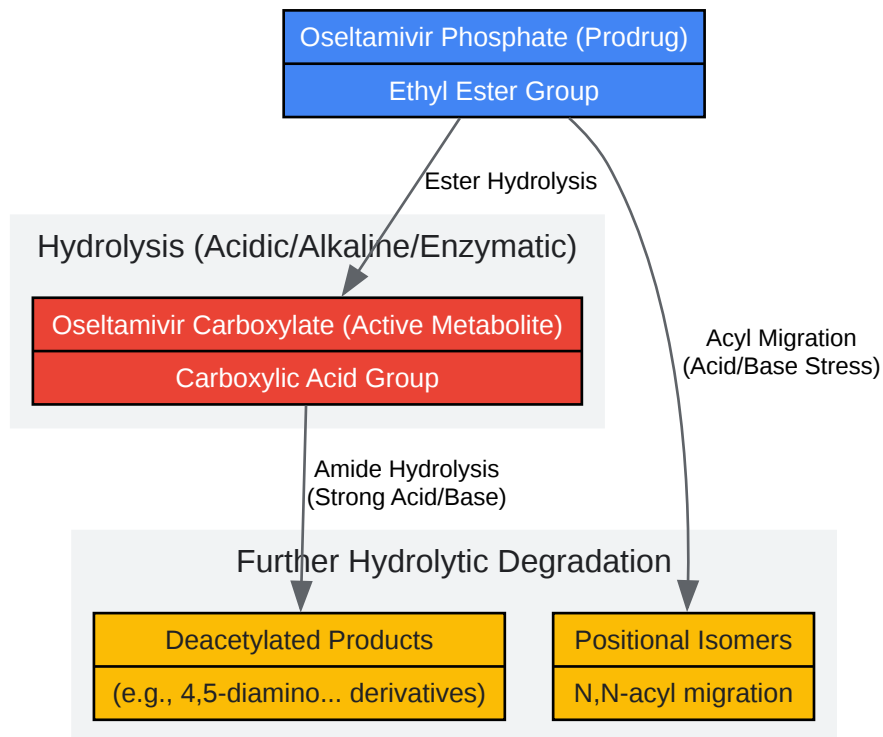 Oseltamivir Phosphate (Prodrug)
Ethyl Ester Group
Ester Hydrolysis
Hydrolysis (Acidic/Alkaline/Enzymatic)
Oseltamivir Carboxylate (Active Metabolite)
Carboxylic Acid Group
Acyl Migration
(Acid/Base Stress)
Amide Hydrolysis
(Strong Acid/Base)
Further Hydrolytic Degradation
Deacetylated Products
(e.g., 4,5-diamino... derivatives)
Positional Isomers
N,N-acyl migration